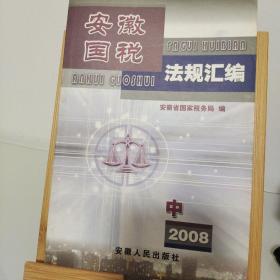 安徽
国税
FAGUI HUIBIAN
ANHUI GUOSHUI
法规汇编
安徽省国家税务局 编
中
2008
安徽人民出版社